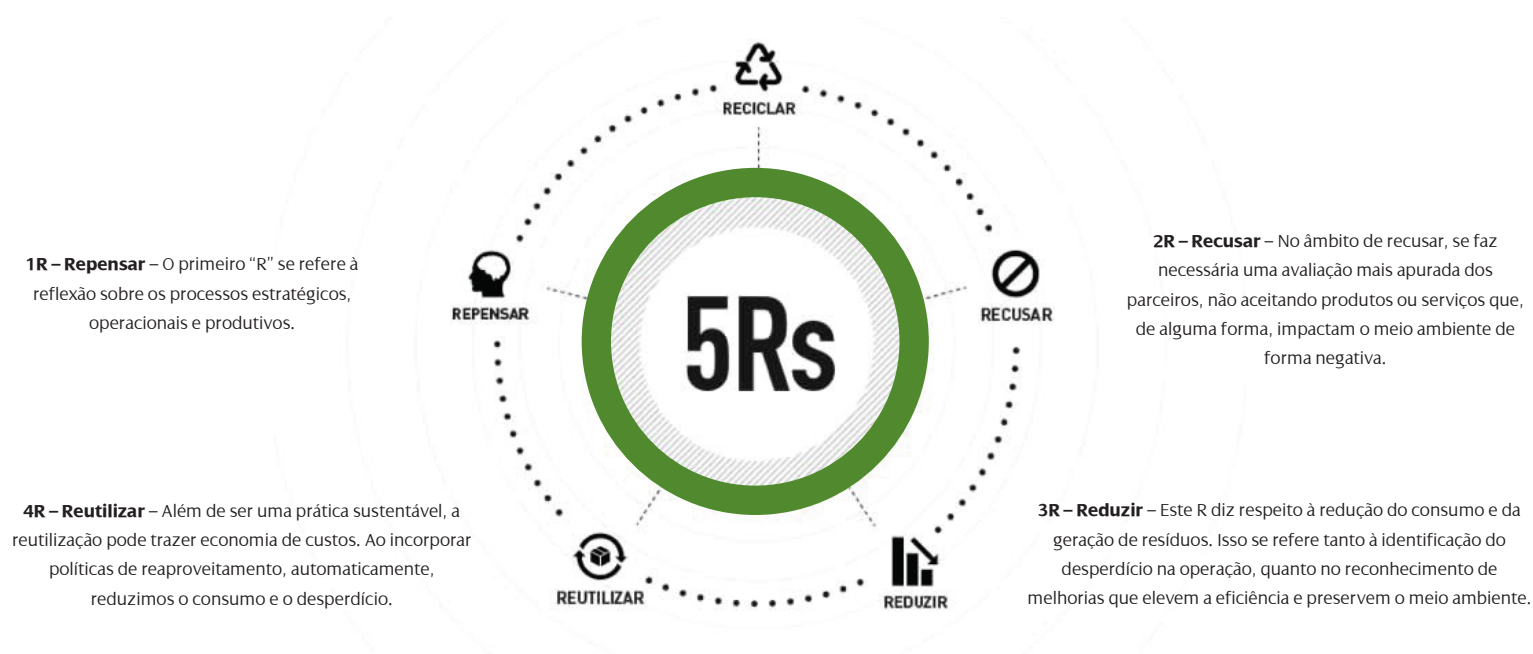 RECICLAR
1R – Repensar – O primeiro “R” se refere à
reflexão sobre os processos estratégicos,
operacionais e produtivos.
REPENSAR
5Rs
RECUSAR
2R – Recusar – No âmbito de recusar, se faz
necessária uma avaliação mais apurada dos
parceiros, não aceitando produtos ou serviços que,
de alguma forma, impactam o meio ambiente de
forma negativa.
4R – Reutilizar – Além de ser uma prática sustentável, a
reutilização pode trazer economia de custos. Ao incorporar
políticas de reaproveitamento, automaticamente,
reduzimos o consumo e o desperdício.
REUTILIZAR
REDUZIR
3R – Reduzir – Este R diz respeito à redução do consumo e da
geração de resíduos. Isso se refere tanto à identificação do
desperdício na operação, quanto no reconhecimento de
melhorias que elevem a eficiência e preservem o meio ambiente.